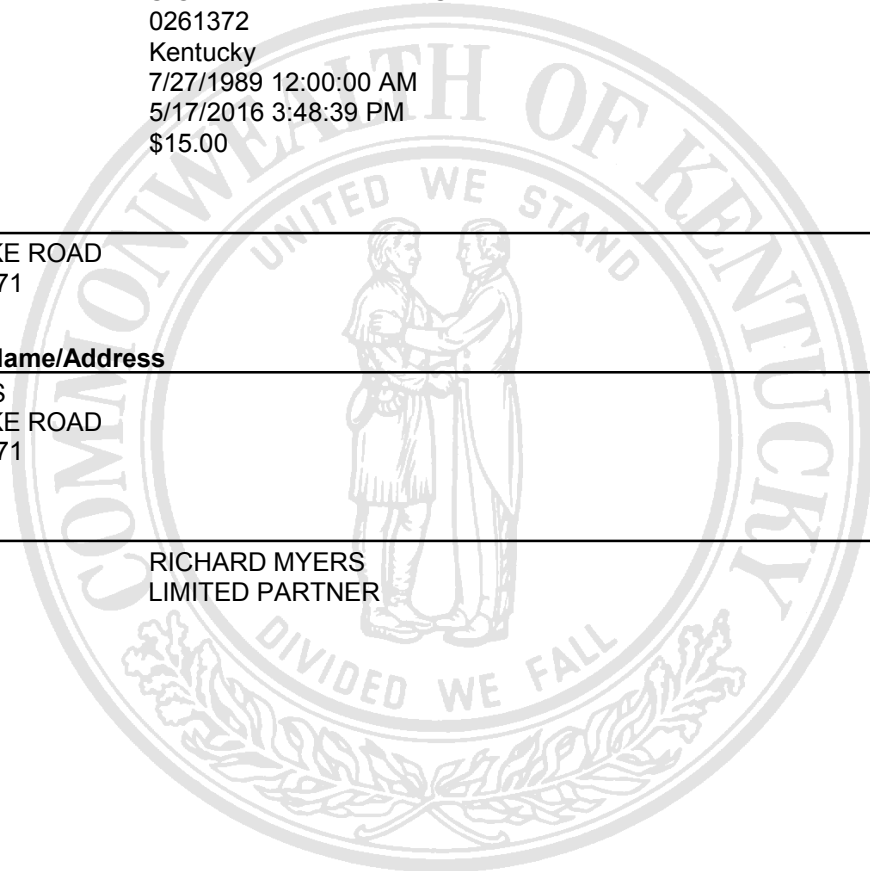 0261372
Kentucky
7/27/1989 12:00:00 AM
5/17/2016 3:48:39 PM
$15.00
KE ROAD
71
lame/Address
S
KE ROAD
71
RICHARD MYERS
LIMITED PARTNER
COMMONWEALTH OF KENTUCKY
UNITED WE STAND
DIVIDED WE FALL